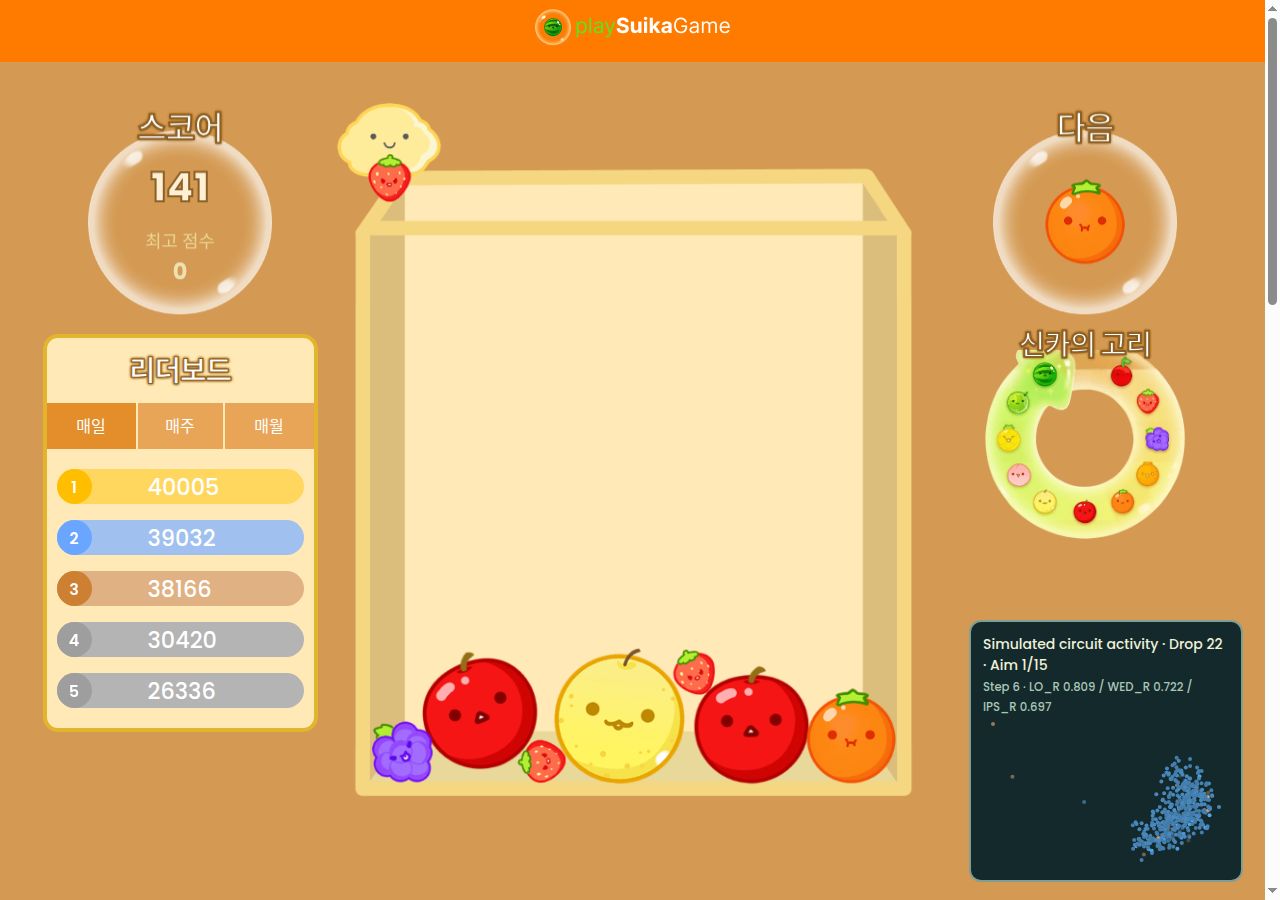 playSuikaGame
스코어
141
최고 점수
0
다음
리더보드
매일
매주
매월
1
40005
2
39032
3
38166
4
30420
5
26336
신카의 고리
Simulated circuit activity · Drop 22
· Aim 1/15
Step 6 · LO_R 0.809 / WED_R 0.722 /
IPS_R 0.697